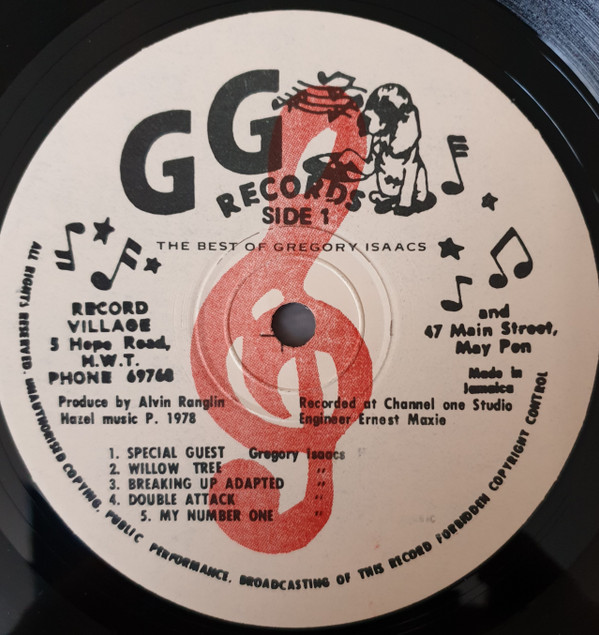 GG
RECORDS
SIDE 1
THE BEST OF GREGORY ISAACS
RECORD
VILLAGE
5 Hope Road,
H.W.T.
PHONE 69768
and
47 Main Street,
May Pen
Made in
Jamaica
Produce by Alvin Ranglin
Hazel music P. 1978
Recorded at Channel one Studio
Engineer Ernest Maxie
1. SPECIAL GUEST Gregory Isaacs
2. WILLOW TREE "
3. BREAKING UP ADAPTED "
4. DOUBLE ATTACK "
5. MY NUMBER ONE "
ALL RIGHTS RESERVED. UNAUTHORISED COPYING, PUBLIC PERFORMANCE, BROADCASTING OF THIS RECORD FORBIDDEN COPYRIGHT CONTROL